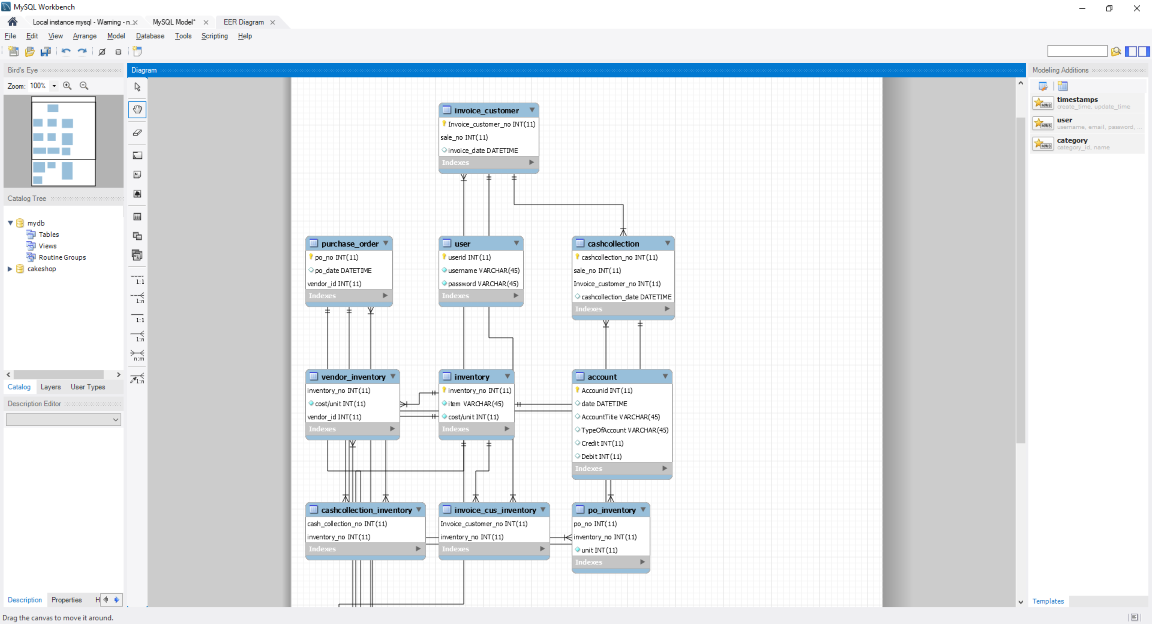 MySQL Workbench
Local instance mysql - Warning - n...
MySQL Model*
EER Diagram
File Edit View Arrange Model Database Tools Scripting Help
Bird's Eye
Zoom: 100%
Catalog Tree
mydb
Tables
Views
Routine Groups
cakeshop
Catalog Layers User Types
Description Editor
Description Properties H
Diagram
1:1
1:n
1:1
1:n
n:m
1:n
invoice_customer
Invoice_customer_no INT(11)
sale_no INT(11)
invoice_date DATETIME
Indexes
purchase_order
po_no INT(11)
po_date DATETIME
vendor_id INT(11)
Indexes
user
userid INT(11)
username VARCHAR(45)
password VARCHAR(45)
Indexes
cashcollection
cashcollection_no INT(11)
sale_no INT(11)
Invoice_customer_no INT(11)
cashcollection_date DATETIME
Indexes
vendor_inventory
inventory_no INT(11)
cost/unit INT(11)
vendor_id INT(11)
Indexes
inventory
inventory_no INT(11)
item VARCHAR(45)
cost/unit INT(11)
Indexes
account
Accounid INT(11)
date DATETIME
AccountTitle VARCHAR(45)
TypeOfAccount VARCHAR(45)
Credit INT(11)
Debit INT(11)
Indexes
cashcollection_inventory
cash_collection_no INT(11)
inventory_no INT(11)
Indexes
invoice_cus_inventory
Invoice_customer_no INT(11)
inventory_no INT(11)
Indexes
po_inventory
po_no INT(11)
inventory_no INT(11)
unit INT(11)
Indexes
Modeling Additions
timestamps
create_time, update_time
user
username, email, password, ...
category
category_id, name
Templates
Drag the canvas to move it around.